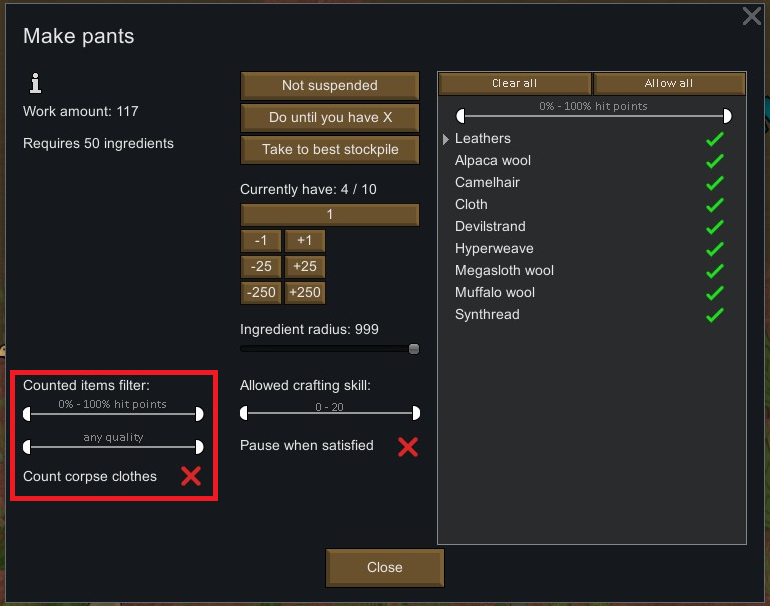 Make pants
Work amount: 117
Requires 50 ingredients
Counted items filter:
0% - 100% hit points
any quality
Count corpse clothes
Not suspended
Do until you have X
Take to best stockpile
Currently have: 4 / 10
1
-1 +1
-25 +25
-250 +250
Ingredient radius: 999
Allowed crafting skill:
0 - 20
Pause when satisfied
Clear all Allow all
0% - 100% hit points
Leathers
Alpaca wool
Camelhair
Cloth
Devilstrand
Hyperweave
Megasloth wool
Muffalo wool
Synthread
Close